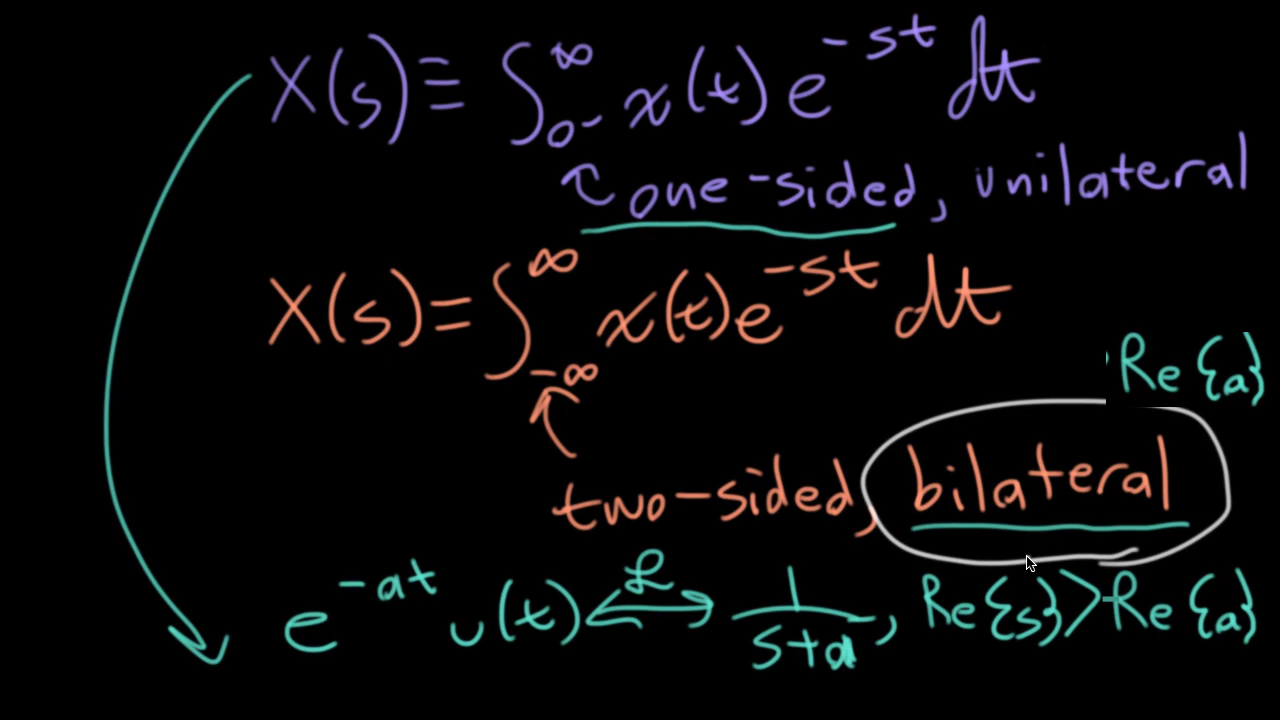 X(s) ≡ ∫_{0^-}^{∞} x(t) e^{-st} dt
one-sided, unilateral
X(s) = ∫_{-∞}^{∞} x(t) e^{-st} dt
Re {a}
two-sided, bilateral
e^{-at} u(t) ⟺^{ℒ} 1/(s+a), Re{s} > -Re {a}